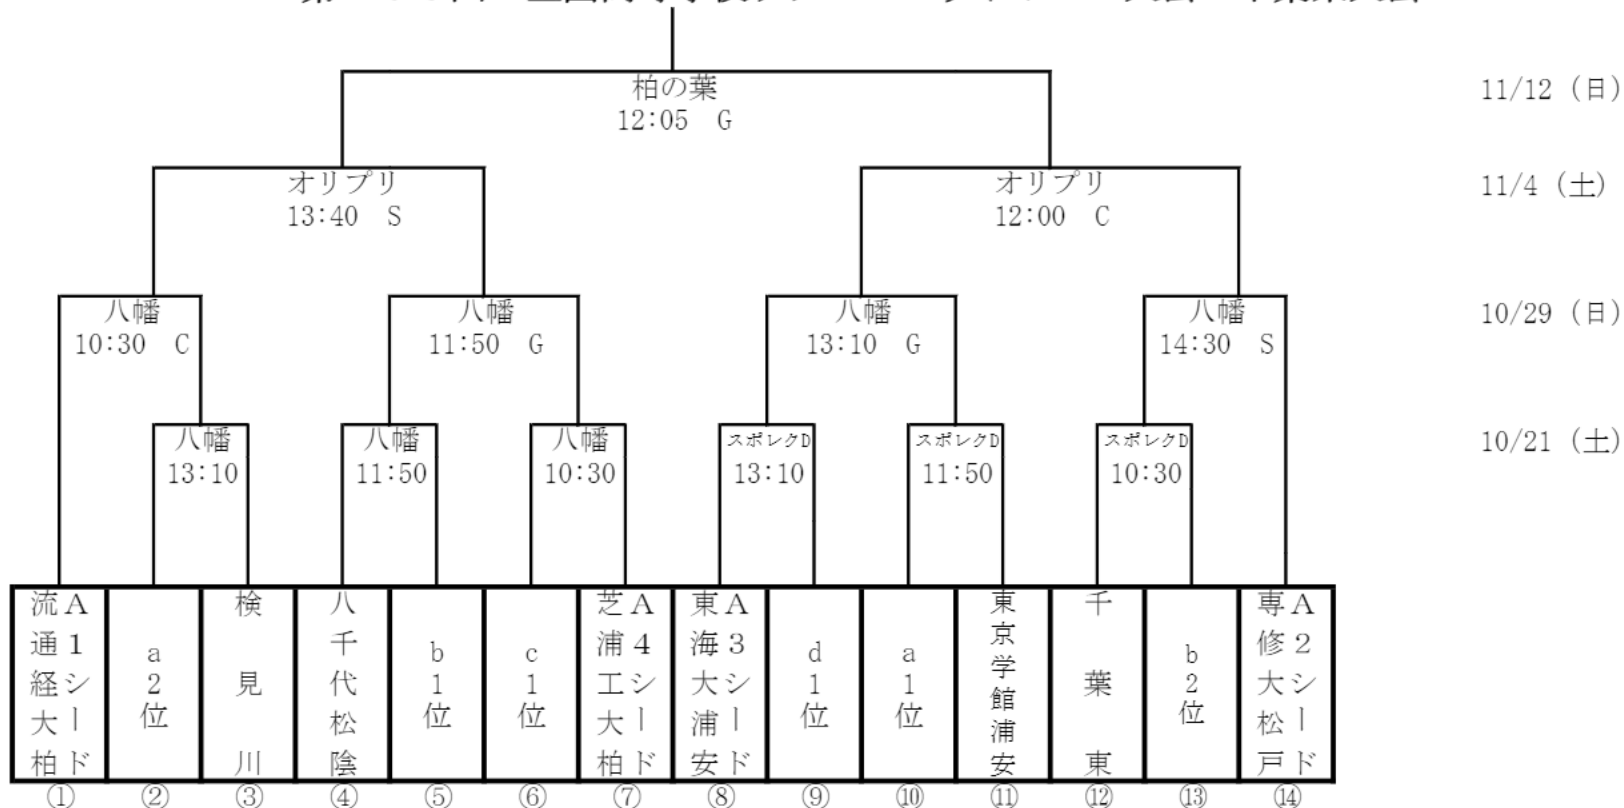 柏の葉
12:05 G
11/12 (日)
オリプリ
13:40 S
オリプリ
12:00 C
11/4 (土)
八幡
10:30 C
八幡
11:50 G
八幡
13:10 G
八幡
14:30 S
10/29 (日)
八幡
13:10
八幡
11:50
八幡
10:30
スポレクD
13:10
スポレクD
11:50
スポレクD
10:30
10/21 (土)
A1シード
流通経大柏
a2位
検見川
八千代松陰
b1位
c1位
A4シード
芝浦工大柏
A3シード
東海大浦安
d1位
a1位
東京学館浦安
千葉東
b2位
A2シード
専修大松戸
① ② ③ ④ ⑤ ⑥ ⑦ ⑧ ⑨ ⑩ ⑪ ⑫ ⑬ ⑭